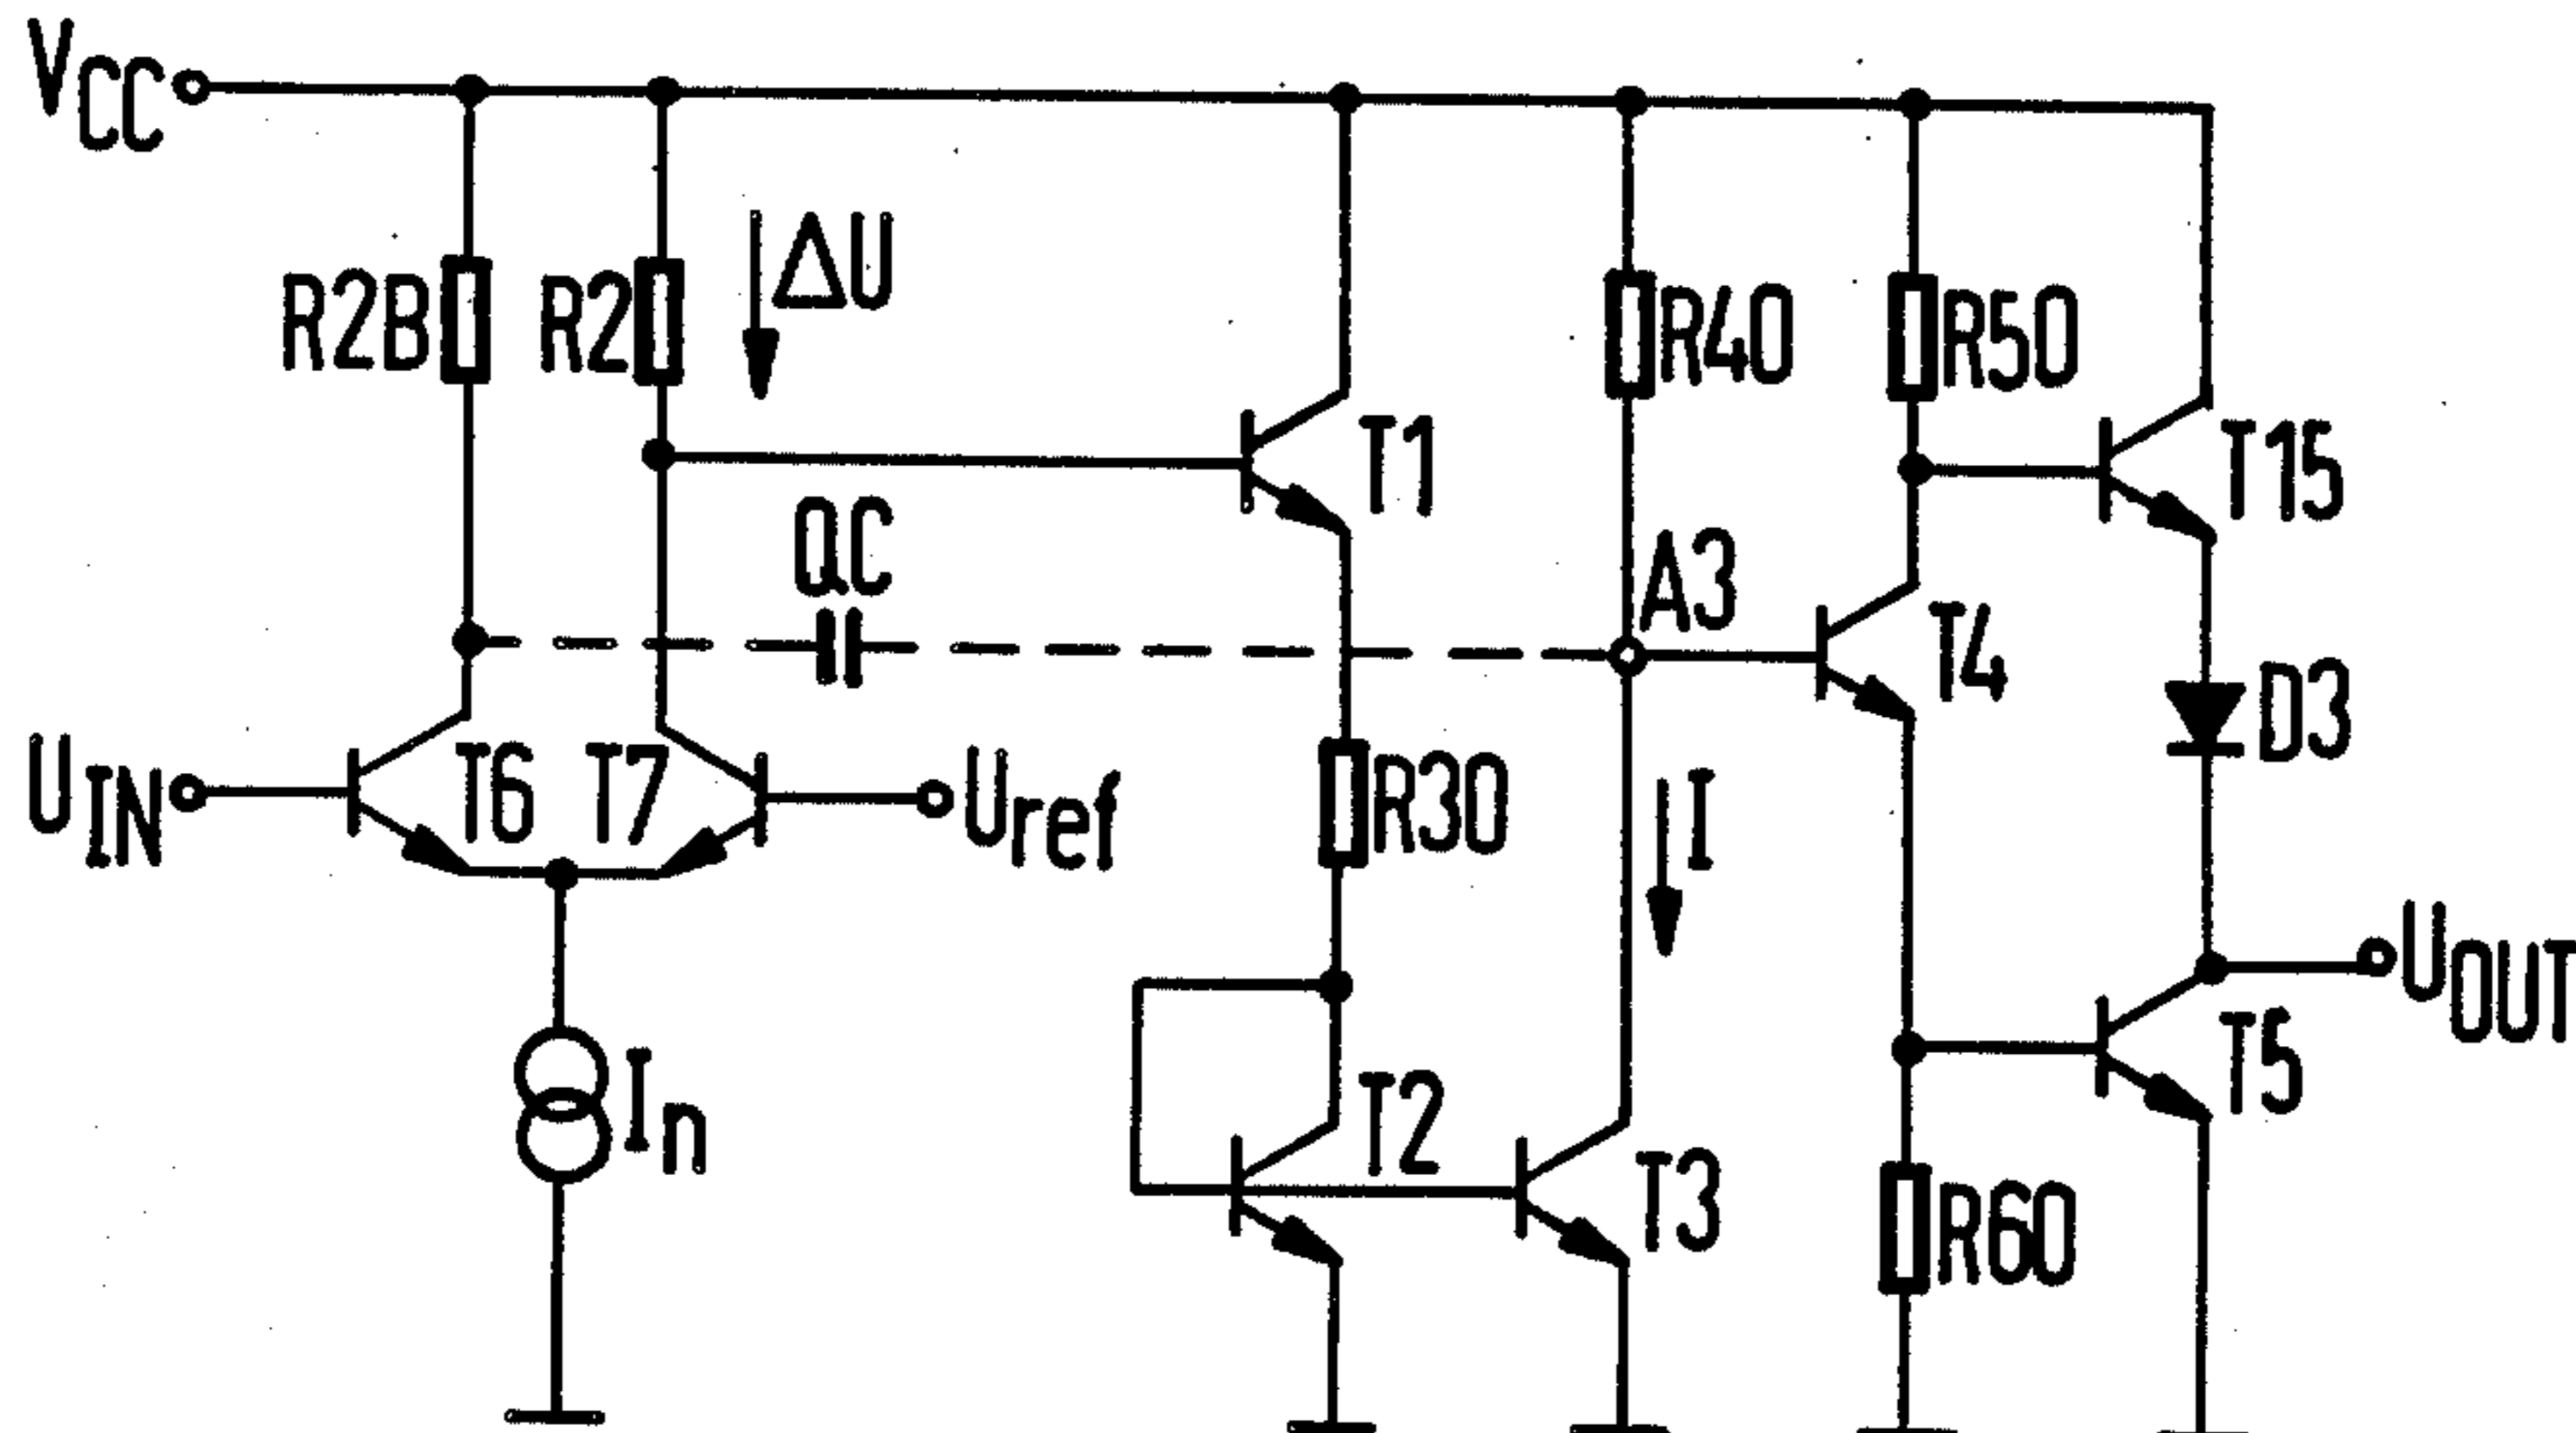 VCC
R2B
R2
ΔU
R40
R50
T1
T15
QC
A3
T4
D3
UIN
T6
T7
Uref
R30
I
UOUT
In
T2
T3
T5
R60